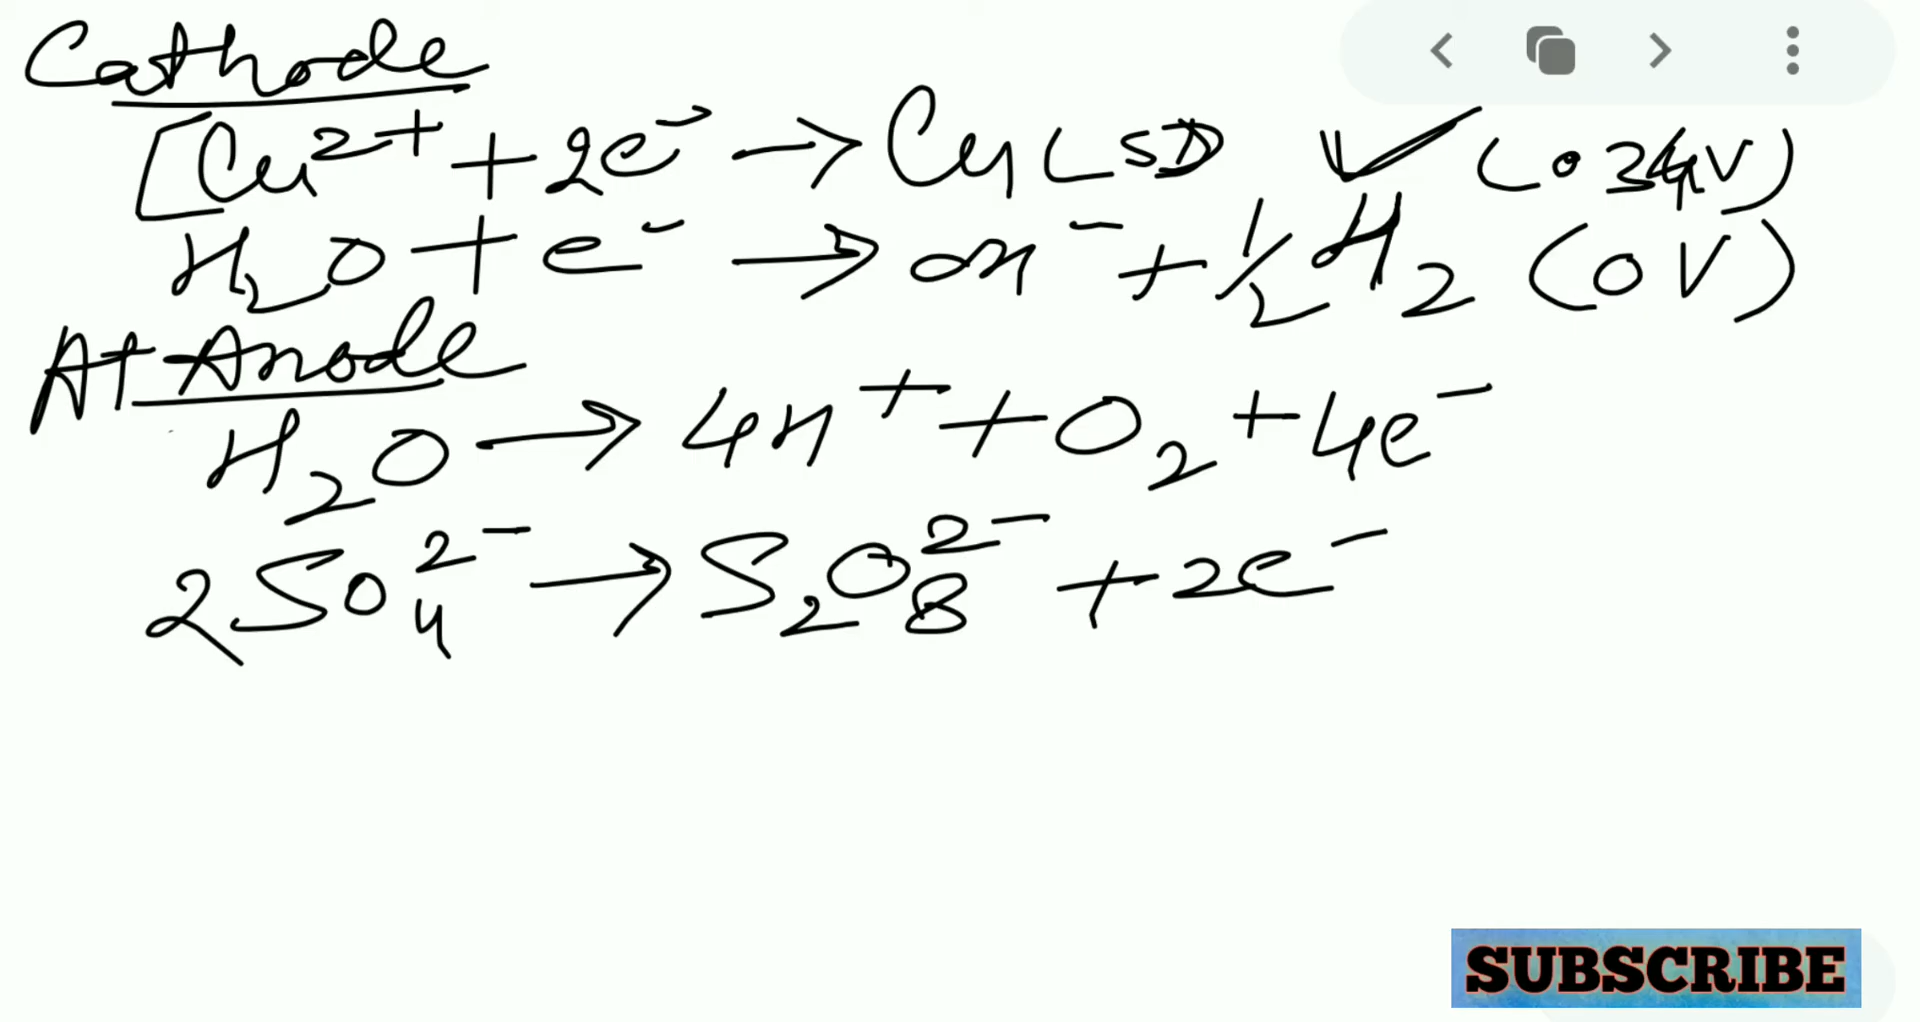 Cathode
[Cu²⁺ + 2e⁻ → Cu(s) ✓ (0.34V)
H₂O + e⁻ → OH⁻ + ½H₂ (0V)
At Anode
H₂O → 4H⁺ + O₂ + 4e⁻
2SO₄²⁻ → S₂O₈²⁻ + 2e⁻
SUBSCRIBE